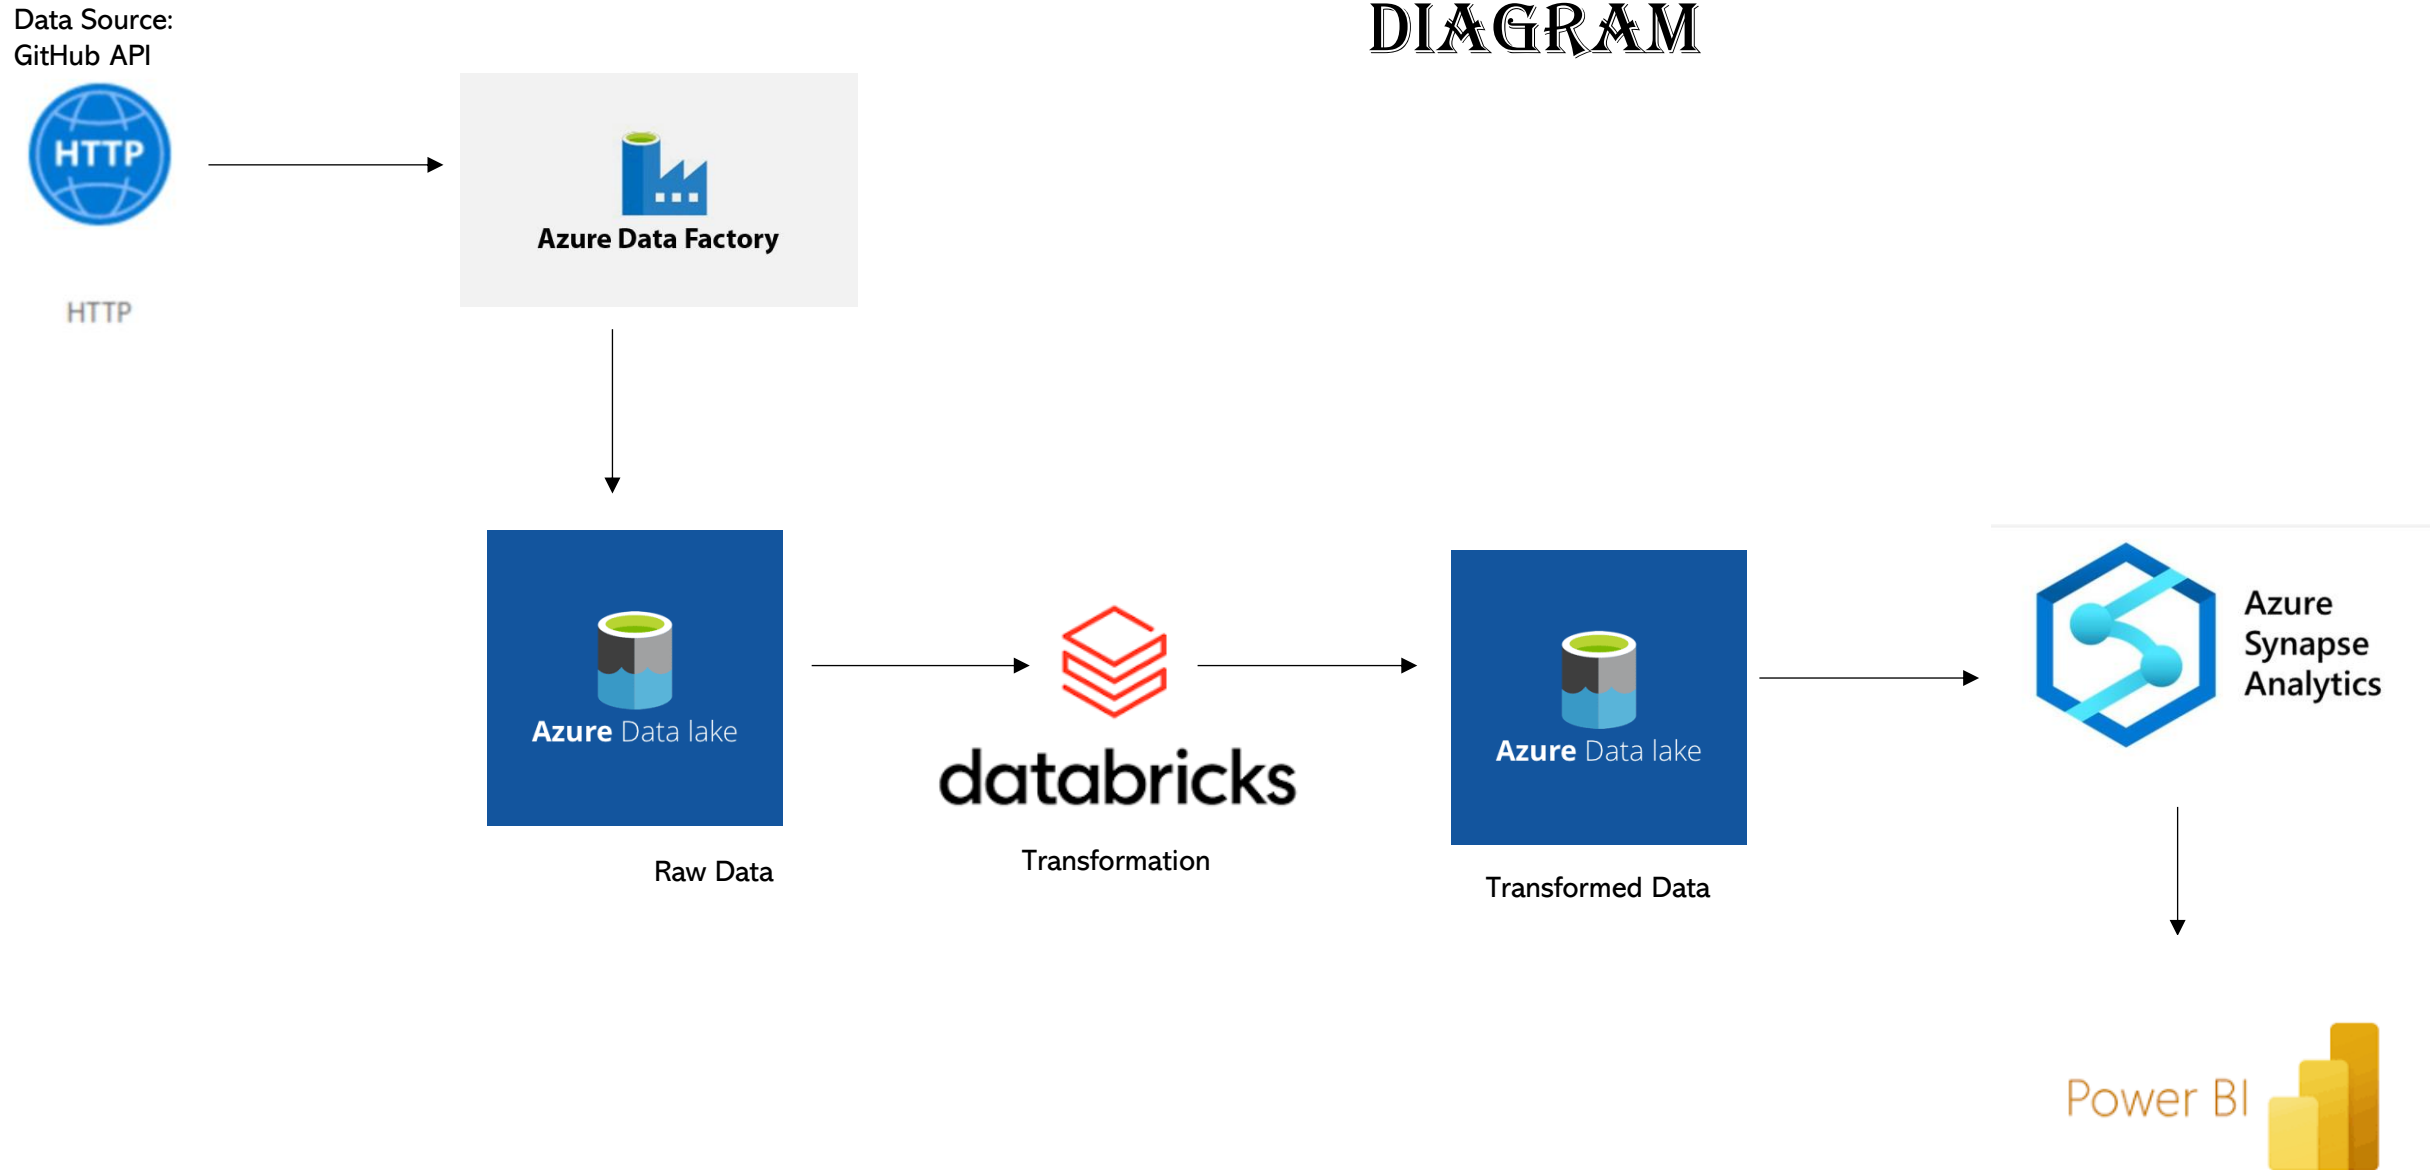 Data Source:
GitHub API
DIAGRAM
HTTP
HTTP
Azure Data Factory
Azure Data lake
Raw Data
databricks
Transformation
Azure Data lake
Transformed Data
Azure
Synapse
Analytics
Power BI